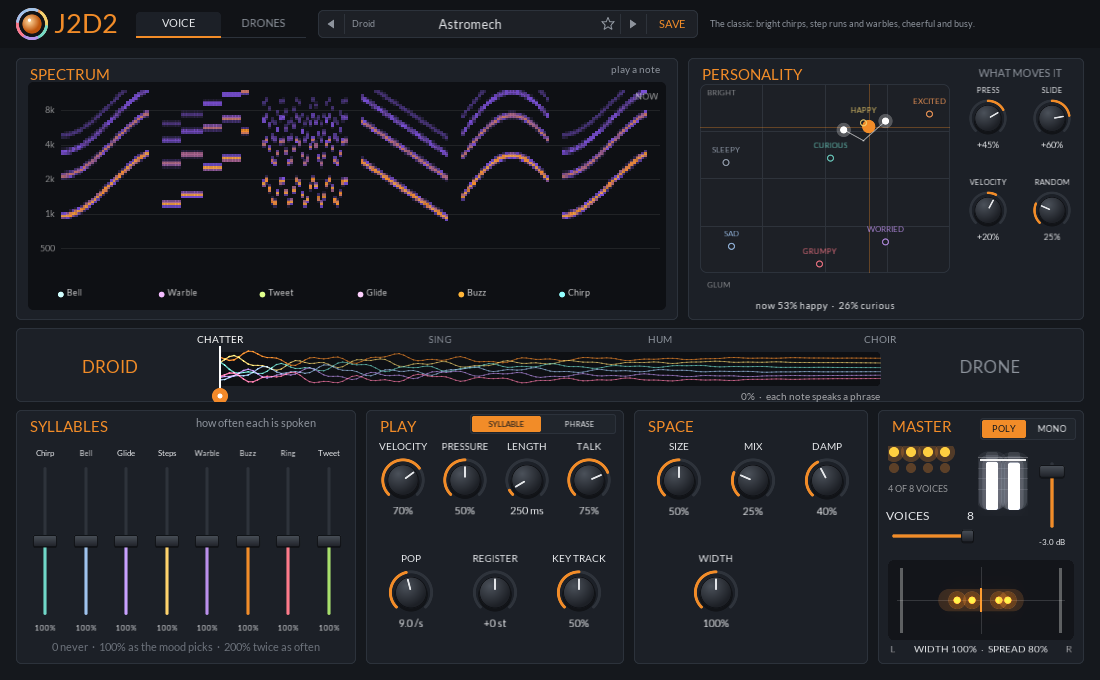 J2D2
VOICE
DRONES
Droid
Astromech
SAVE
The classic: bright chirps, step runs and warbles, cheerful and busy.
SPECTRUM
play a note
NOW
8k
4k
2k
1k
500
Bell
Warble
Tweet
Glide
Buzz
Chirp
PERSONALITY
WHAT MOVES IT
BRIGHT
HAPPY
EXCITED
CURIOUS
SLEEPY
SAD
WORRIED
GRUMPY
GLUM
now 53% happy · 26% curious
PRESS
SLIDE
+45%
+60%
VELOCITY
RANDOM
+20%
25%
CHATTER
SING
HUM
CHOIR
DROID
DRONE
0% · each note speaks a phrase
SYLLABLES
how often each is spoken
Chirp
Bell
Glide
Steps
Warble
Buzz
Ring
Tweet
100%
100%
100%
100%
100%
100%
100%
100%
0 never · 100% as the mood picks · 200% twice as often
PLAY
SYLLABLE
PHRASE
VELOCITY
PRESSURE
LENGTH
TALK
70%
50%
250 ms
75%
POP
REGISTER
KEY TRACK
9.0 /s
+0 st
50%
SPACE
SIZE
MIX
DAMP
50%
25%
40%
WIDTH
100%
MASTER
POLY
MONO
4 OF 8 VOICES
VOICES
8
-3.0 dB
L
WIDTH 100% · SPREAD 80%
R